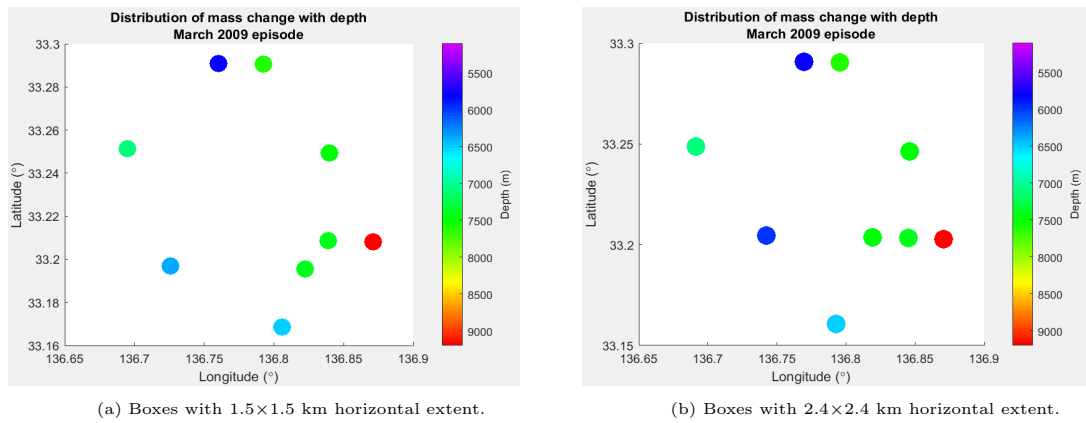 Distribution of mass change with depth
March 2009 episode
33.3
33.28
33.26
33.24
33.22
33.2
33.18
33.16
Latitude (°)
136.65 136.7 136.75 136.8 136.85 136.9
Longitude (°)
5500
6000
6500
7000
7500
8000
8500
9000
Depth (m)
(a) Boxes with 1.5×1.5 km horizontal extent.
Distribution of mass change with depth
March 2009 episode
33.3
33.25
33.2
33.15
Latitude (°)
136.65 136.7 136.75 136.8 136.85 136.9
Longitude (°)
5500
6000
6500
7000
7500
8000
8500
9000
Depth (m)
(b) Boxes with 2.4×2.4 km horizontal extent.